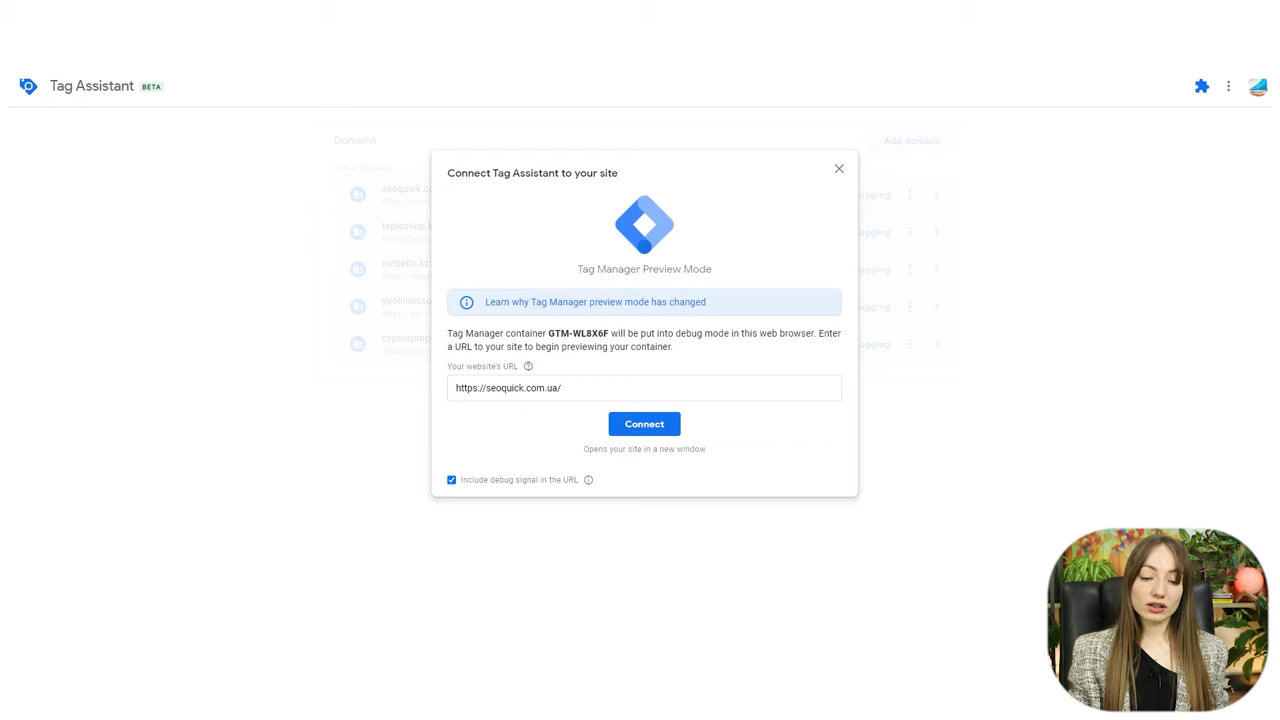 Tag Assistant BETA
Domains
Add domain
Connect Tag Assistant to your site
Tag Manager Preview Mode
Learn why Tag Manager preview mode has changed
Tag Manager container GTM-WL8X6F will be put into debug mode in this web browser. Enter
a URL to your site to begin previewing your container.
Your website's URL
https://seoquick.com.ua/
Connect
Opens your site in a new window
Include debug signal in the URL